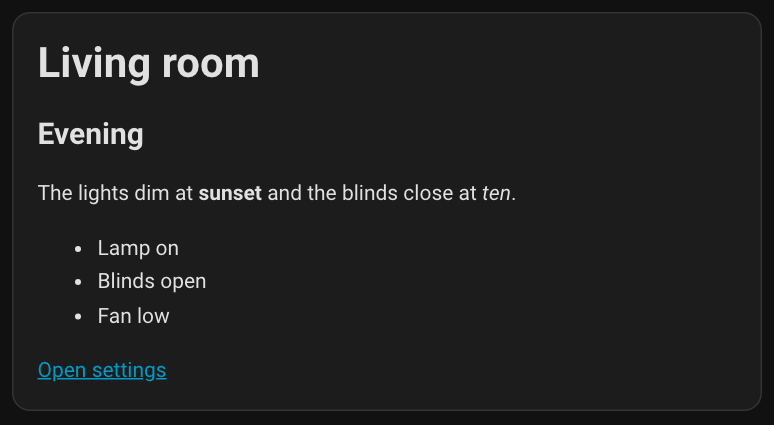 Living room
Evening
The lights dim at sunset and the blinds close at ten.
• Lamp on
• Blinds open
• Fan low
Open settings